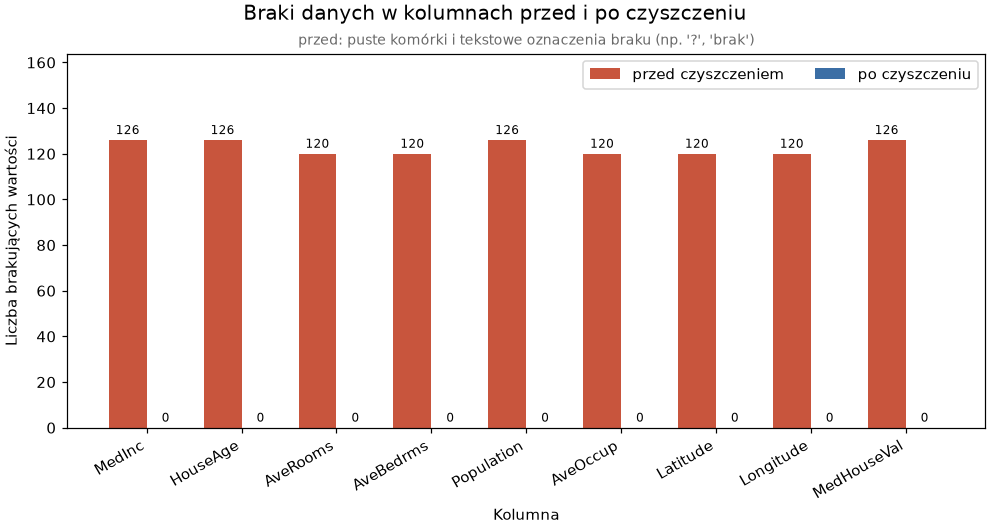 Braki danych w kolumnach przed i po czyszczeniu
przed: puste komórki i tekstowe oznaczenia braku (np. '?', 'brak')
przed czyszczeniem po czyszczeniu
Liczba brakujących wartości
160
140
120
100
80
60
40
20
0
126 126 120 120 126 120 120 120 126
0 0 0 0 0 0 0 0 0
MedInc HouseAge AveRooms AveBedrms Population AveOccup Latitude Longitude MedHouseVal
Kolumna